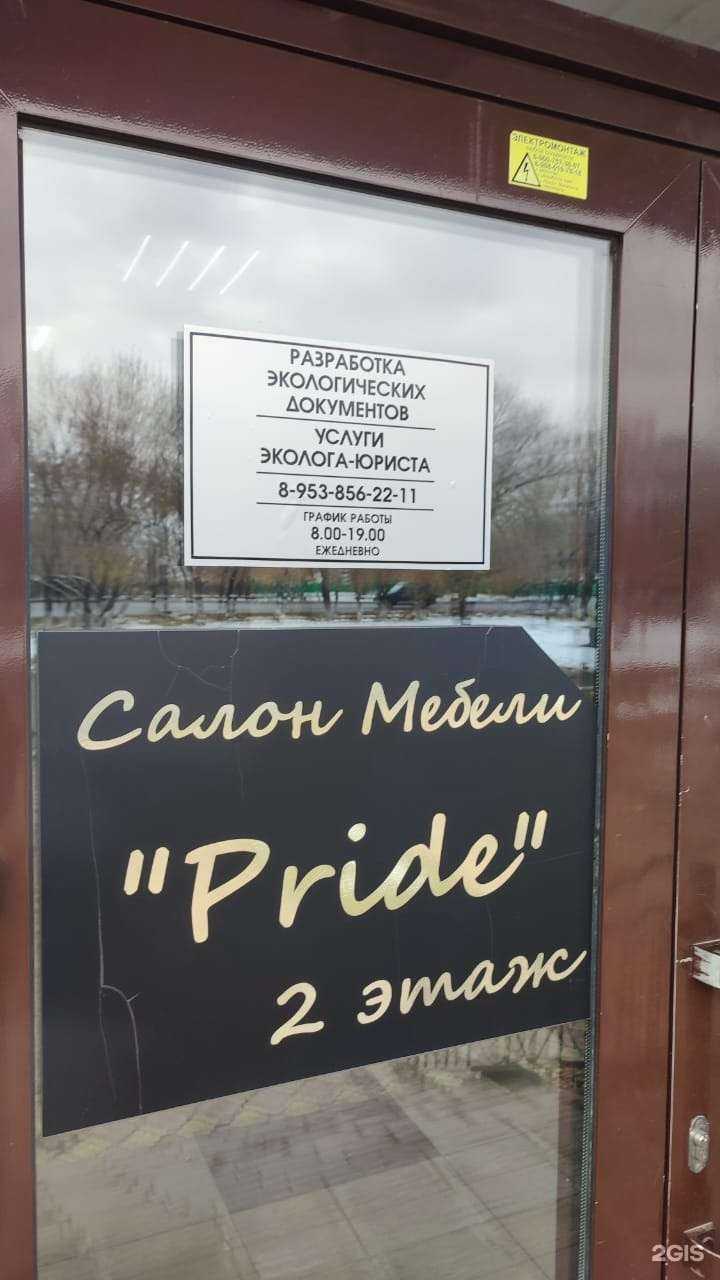 ЭЛЕКТРОМОНТАЖ
РАЗРАБОТКА
ЭКОЛОГИЧЕСКИХ
ДОКУМЕНТОВ
УСЛУГИ
ЭКОЛОГА-ЮРИСТА
8-953-856-22-11
ГРАФИК РАБОТЫ
8.00-19.00
ЕЖЕДНЕВНО
Салон Мебели
"Pride"
2 этаж
2GIS